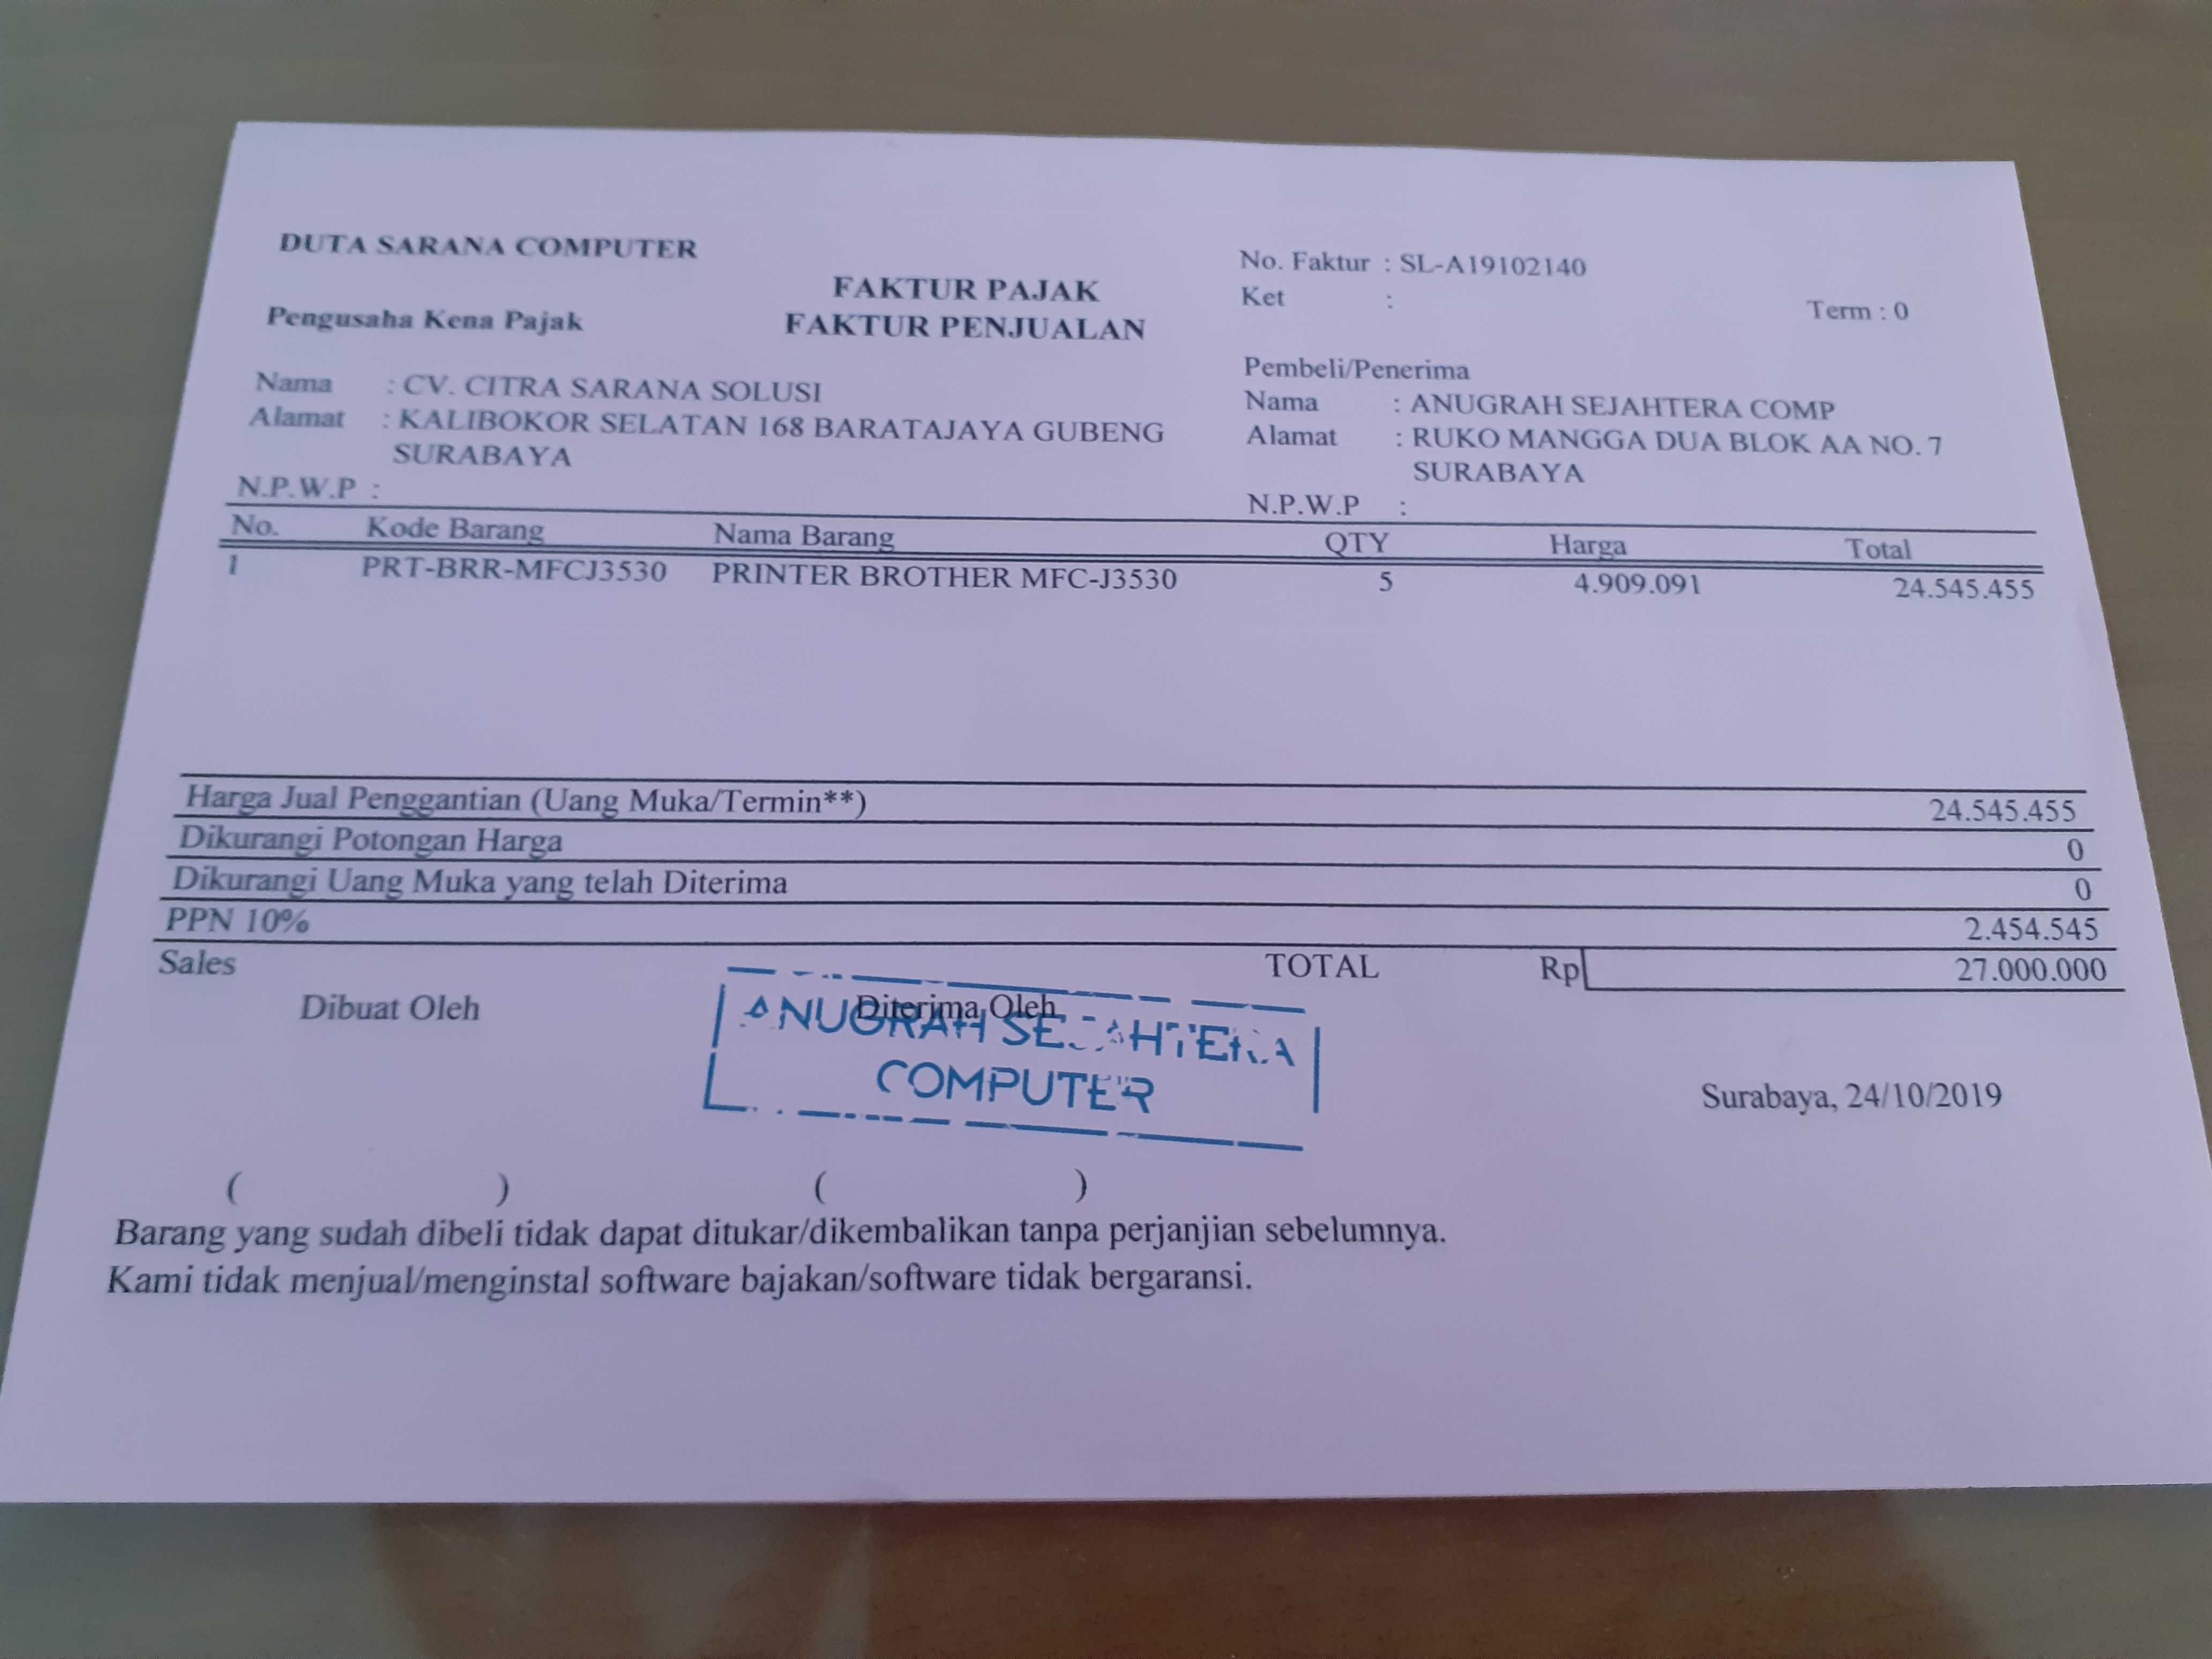 DUTA SARANA COMPUTER
FAKTUR PAJAK
FAKTUR PENJUALAN
Pengusaha Kena Pajak
No. Faktur : SL-A19102140
Ket :
Term : 0
Nama : CV. CITRA SARANA SOLUSI
Alamat : KALIBOKOR SELATAN 168 BARATAJAYA GUBENG
SURABAYA
N.P.W.P :
Pembeli/Penerima
Nama : ANUGRAH SEJAHTERA COMP
Alamat : RUKO MANGGA DUA BLOK AA NO. 7
SURABAYA
N.P.W.P :
No. Kode Barang Nama Barang QTY Harga Total
1 PRT-BRR-MFCJ3530 PRINTER BROTHER MFC-J3530 5 4.909.091 24.545.455
Harga Jual Penggantian (Uang Muka/Termin**) 24.545.455
Dikurangi Potongan Harga 0
Dikurangi Uang Muka yang telah Diterima 0
PPN 10% 2.454.545
Sales TOTAL Rp 27.000.000
Dibuat Oleh Diterima Oleh
ANUGRAH SEJAHTERA
COMPUTER
Surabaya, 24/10/2019
( ) ( )
Barang yang sudah dibeli tidak dapat ditukar/dikembalikan tanpa perjanjian sebelumnya.
Kami tidak menjual/menginstal software bajakan/software tidak bergaransi.